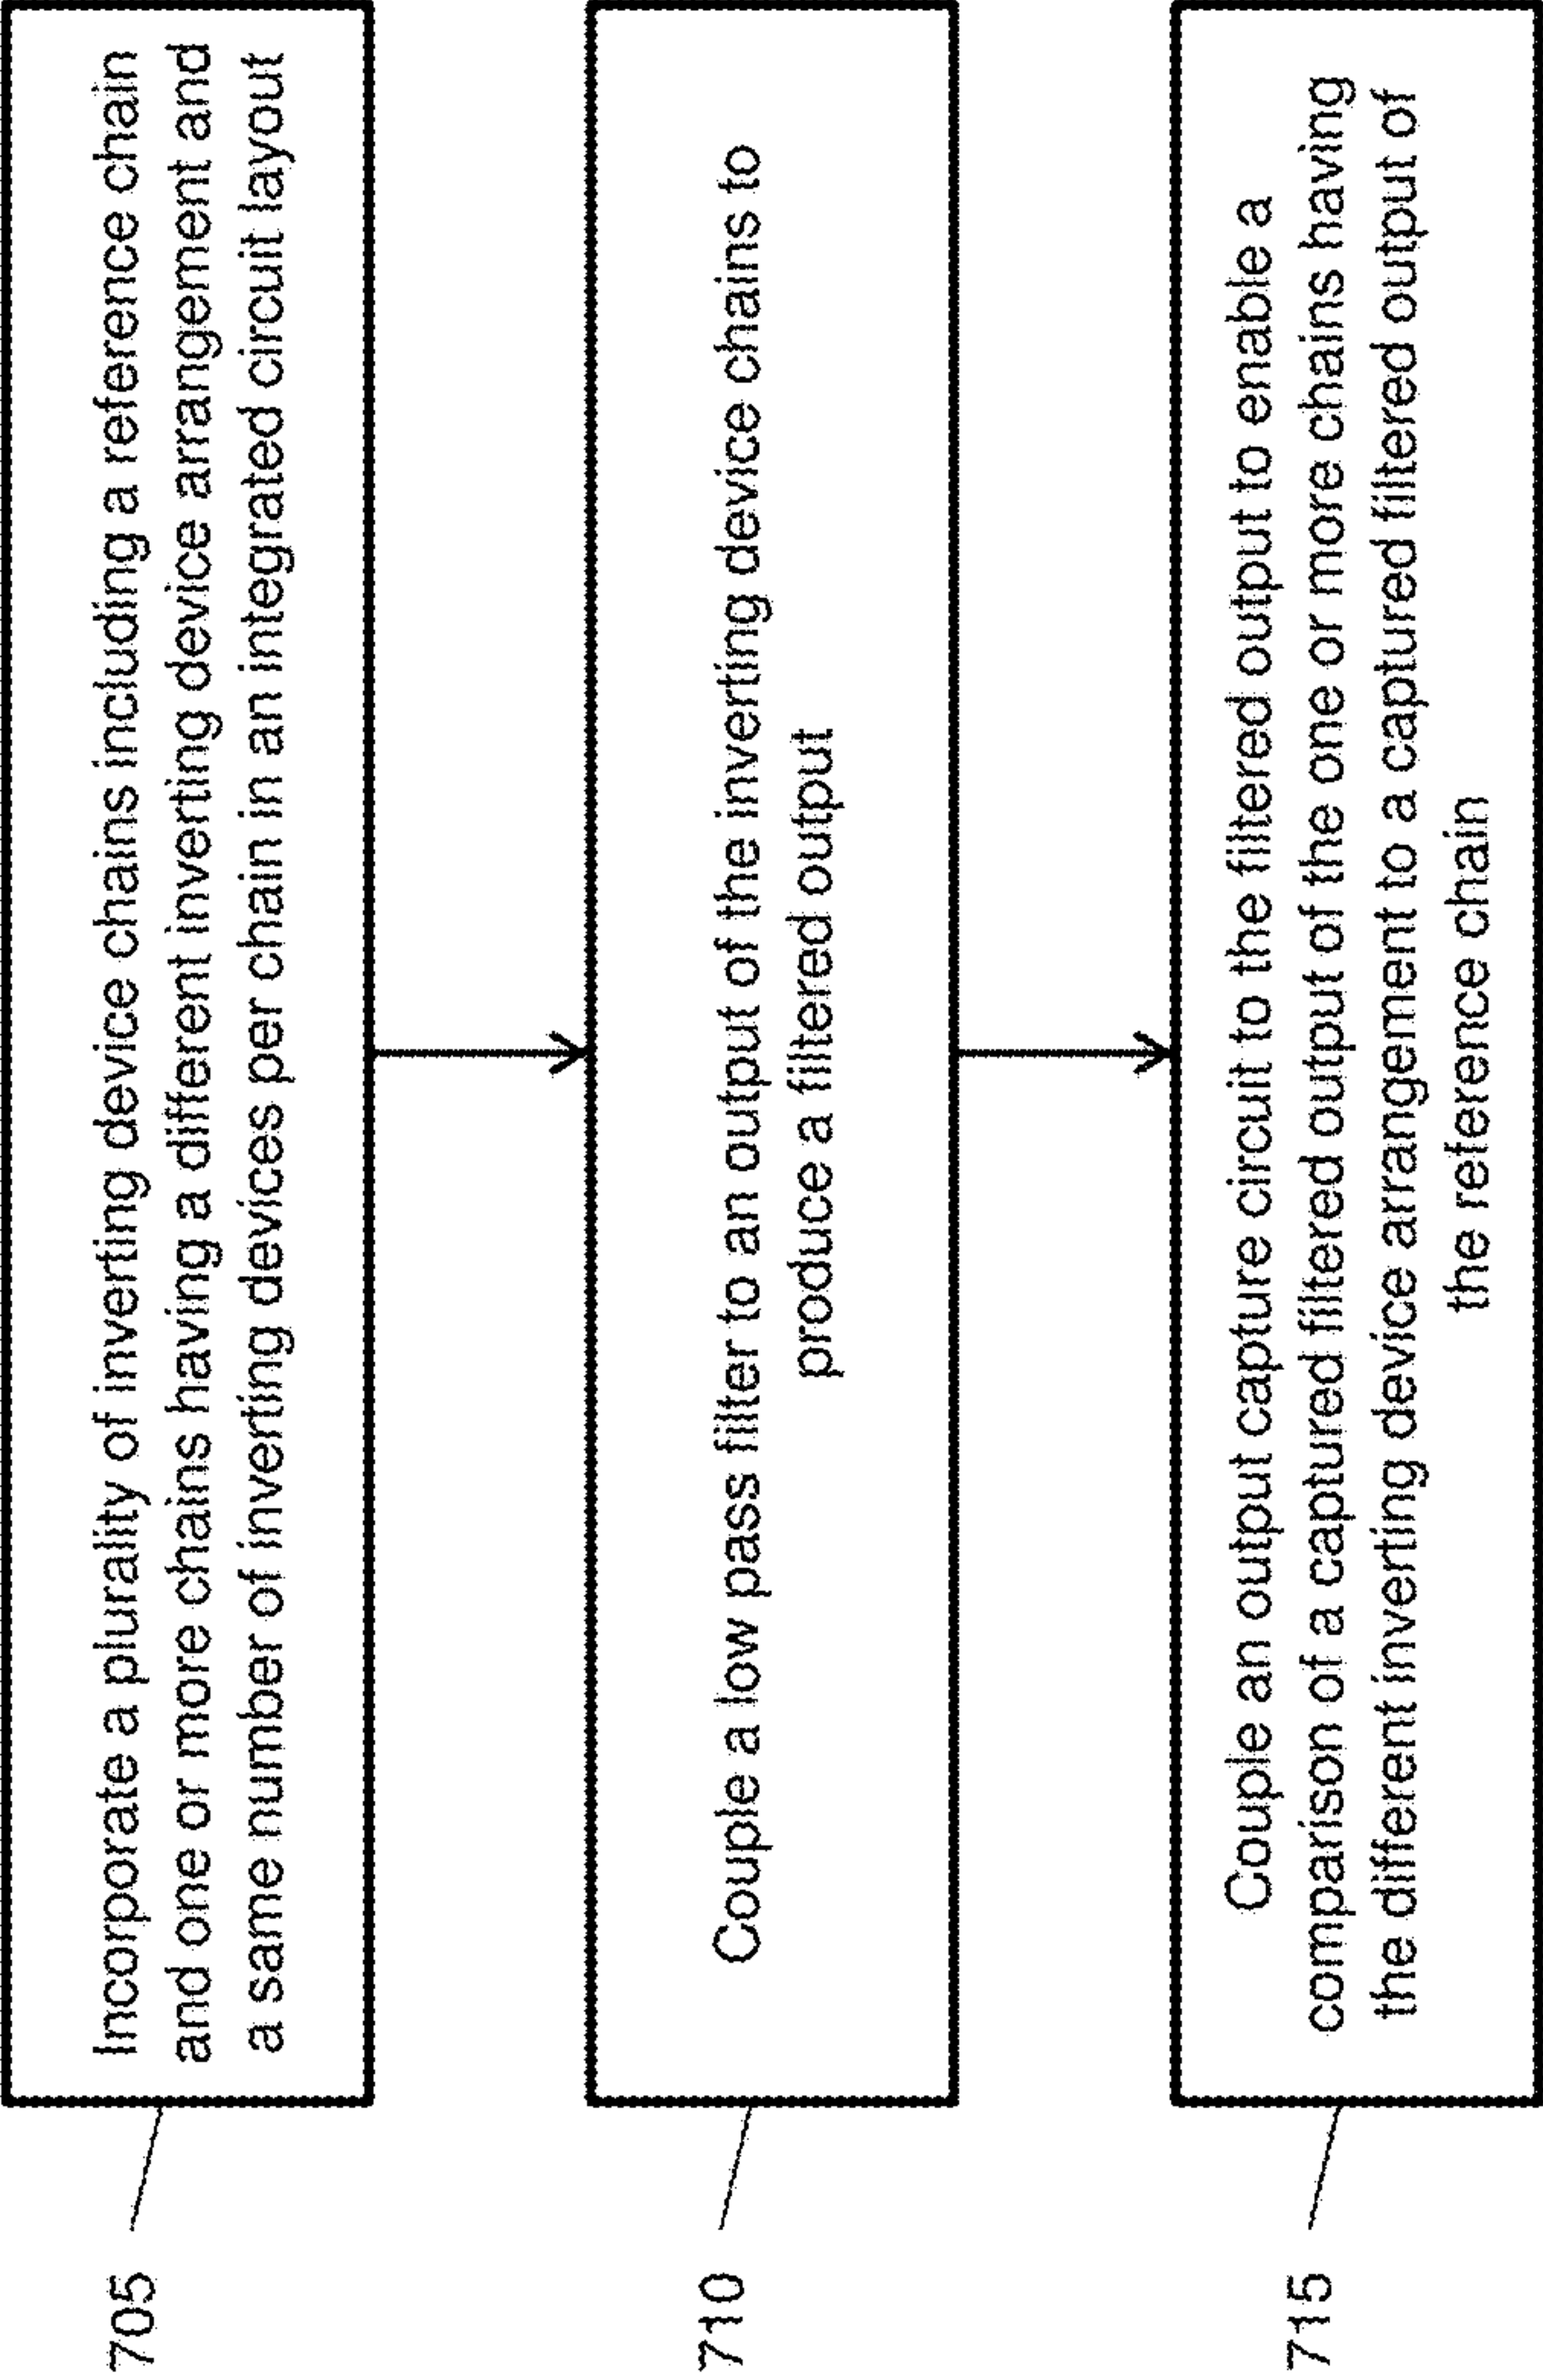 705
Incorporate a plurality of inverting device chains including a reference chain
and one or more chains having a different inverting device arrangement and
a same number of inverting devices per chain in an integrated circuit layout
710
Couple a low pass filter to an output of the inverting device chains to
produce a filtered output
715
Couple an output capture circuit to the filtered output to enable a
comparison of a captured filtered output of the one or more chains having
the different inverting device arrangement to a captured filtered output of
the reference chain